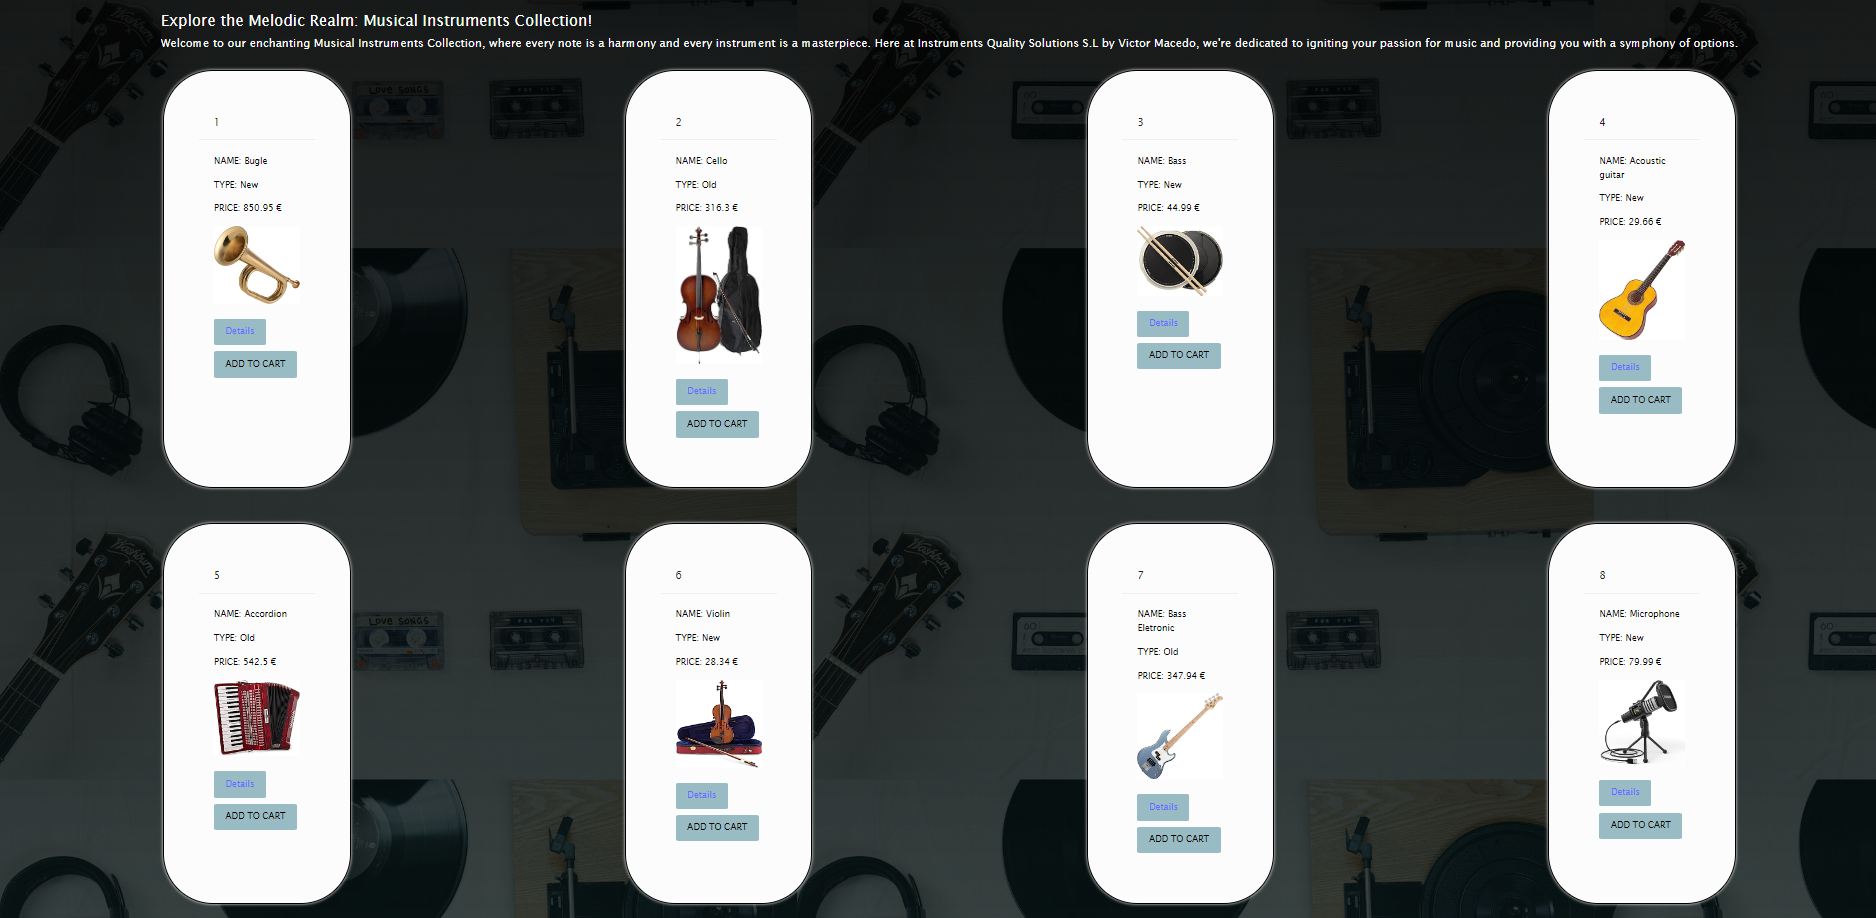 Explore the Melodic Realm: Musical Instruments Collection!
Welcome to our enchanting Musical Instruments Collection, where every note is a harmony and every instrument is a masterpiece. Here at Instruments Quality Solutions S.L by Victor Macedo, we're dedicated to igniting your passion for music and providing you with a symphony of options.
1
NAME: Bugle
TYPE: New
PRICE: 850.95 €
Details
ADD TO CART
2
NAME: Cello
TYPE: Old
PRICE: 316.3 €
Details
ADD TO CART
3
NAME: Bass
TYPE: New
PRICE: 44.99 €
Details
ADD TO CART
4
NAME: Acoustic
guitar
TYPE: New
PRICE: 29.66 €
Details
ADD TO CART
5
NAME: Accordion
TYPE: Old
PRICE: 542.5 €
Details
ADD TO CART
6
NAME: Violin
TYPE: New
PRICE: 28.34 €
Details
ADD TO CART
7
NAME: Bass
Eletronic
TYPE: Old
PRICE: 347.94 €
Details
ADD TO CART
8
NAME: Microphone
TYPE: New
PRICE: 79.99 €
Details
ADD TO CART
LOVE SONGS
Washburn
LOVE SONGS
Washburn